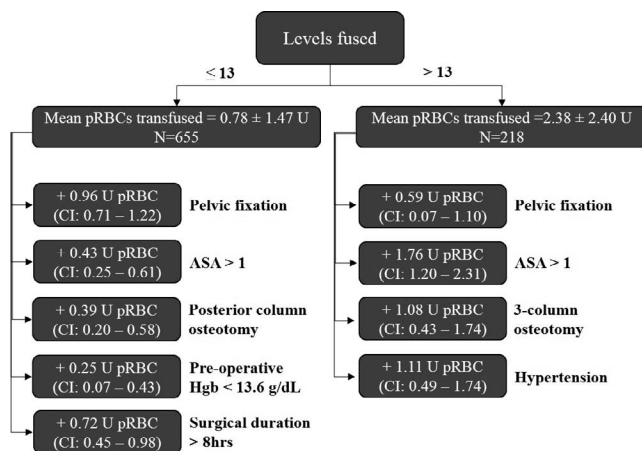 Levels fused
≤ 13
> 13
Mean pRBCs transfused = 0.78 ± 1.47 U
N=655
Mean pRBCs transfused =2.38 ± 2.40 U
N=218
+ 0.96 U pRBC
(CI: 0.71 – 1.22)
Pelvic fixation
+ 0.43 U pRBC
(CI: 0.25 – 0.61)
ASA > 1
+ 0.39 U pRBC
(CI: 0.20 – 0.58)
Posterior column
osteotomy
+ 0.25 U pRBC
(CI: 0.07 – 0.43)
Pre-operative
Hgb < 13.6 g/dL
+ 0.72 U pRBC
(CI: 0.45 – 0.98)
Surgical duration
> 8hrs
+ 0.59 U pRBC
(CI: 0.07 – 1.10)
Pelvic fixation
+ 1.76 U pRBC
(CI: 1.20 – 2.31)
ASA > 1
+ 1.08 U pRBC
(CI: 0.43 – 1.74)
3-column
osteotomy
+ 1.11 U pRBC
(CI: 0.49 – 1.74)
Hypertension